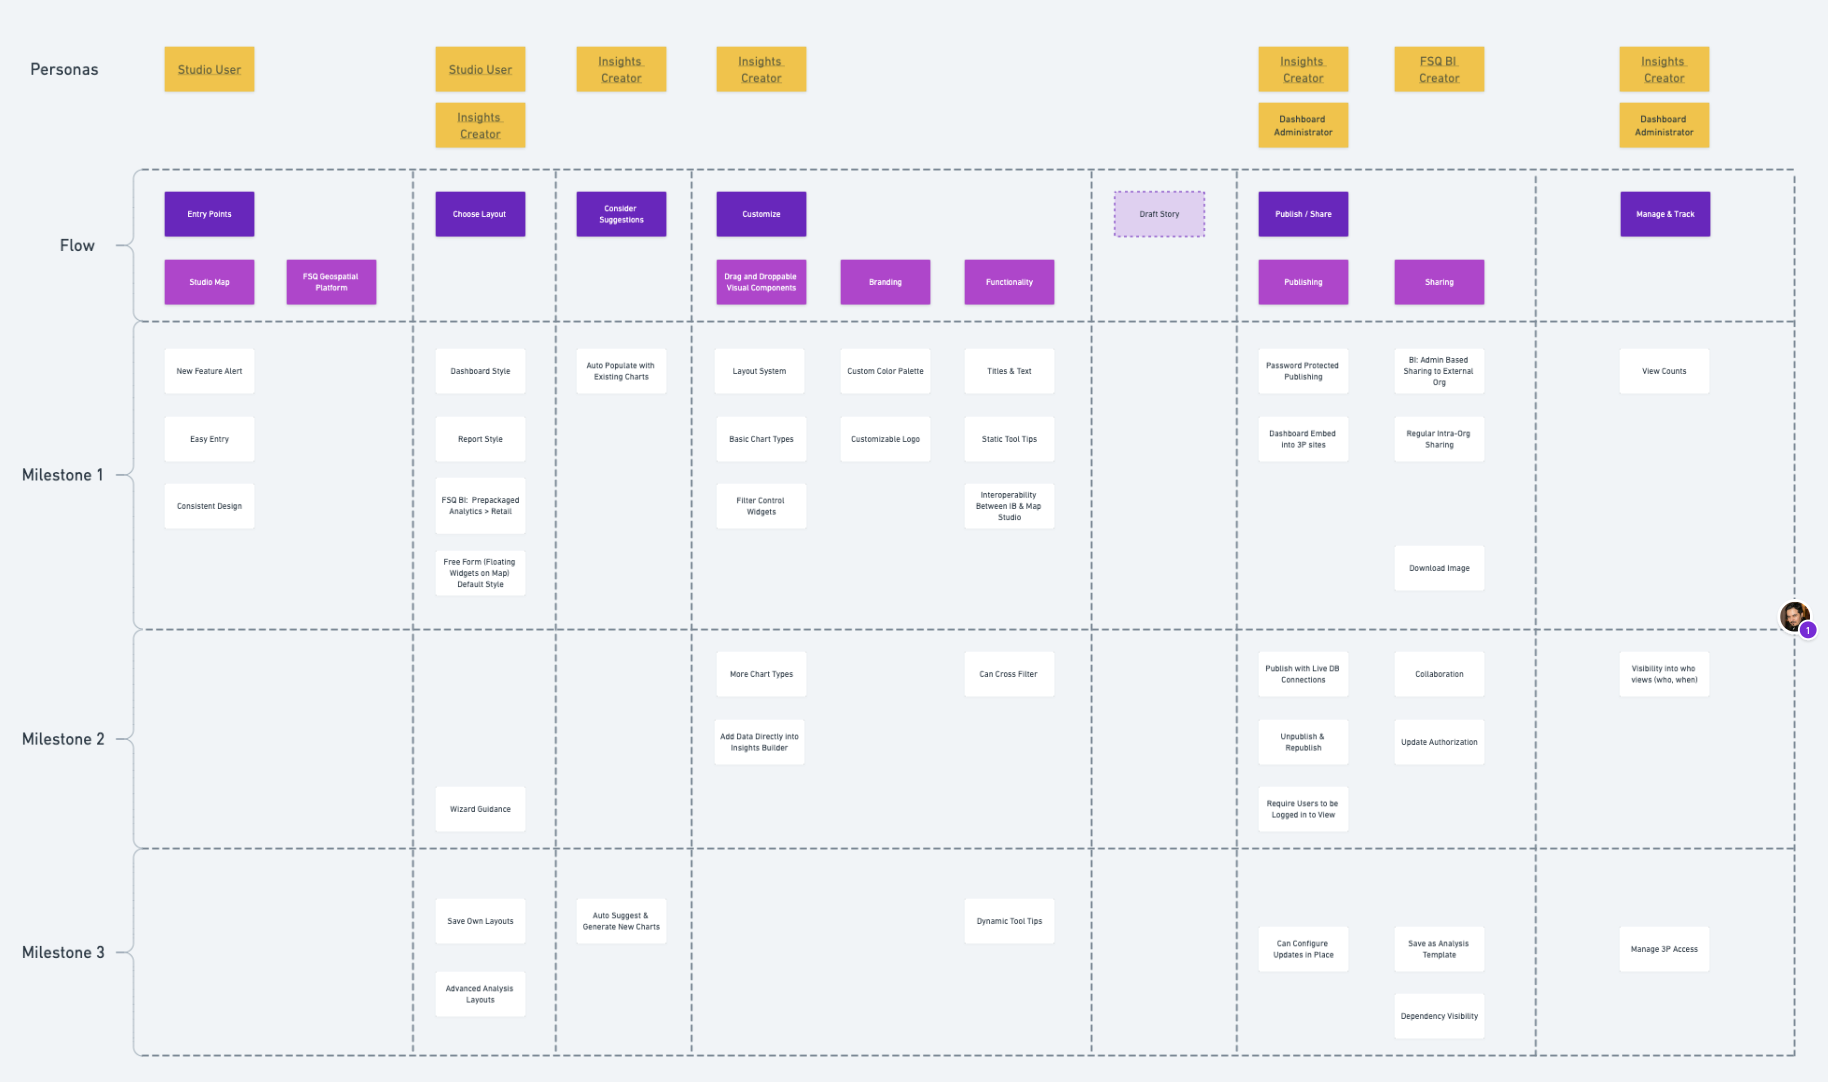 Personas
Studio User
Studio User
Insights
Creator
Insights
Creator
Insights
Creator
Insights
Creator
Dashboard
Administrator
FSQ BI
Creator
Insights
Creator
Dashboard
Administrator
Flow
Entry Points
Choose Layout
Consider
Suggestions
Customize
Draft Story
Publish / Share
Manage & Track
Studio Map
FSQ Geospatial
Platform
Drag and Droppable
Visual Components
Branding
Functionality
Publishing
Sharing
Milestone 1
New Feature Alert
Dashboard Style
Auto Populate with
Existing Charts
Layout System
Custom Color Palette
Titles & Text
Password Protected
Publishing
BI: Admin Based
Sharing to External
Org
View Counts
Easy Entry
Report Style
Basic Chart Types
Customizable Logo
Static Tool Tips
Dashboard Embed
into 3P sites
Regular Intra-Org
Sharing
Consistent Design
FSQ BI: Prepackaged
Analytics > Retail
Filter Control
Widgets
Interoperability
Between IB & Map
Studio
Free Form (Floating
Widgets on Map)
Default Style
Download Image
1
Milestone 2
More Chart Types
Can Cross Filter
Publish with Live DB
Connections
Collaboration
Visibility into who
views (who, when)
Add Data Directly into
Insights Builder
Unpublish &
Republish
Update Authorization
Wizard Guidance
Require Users to be
Logged in to View
Milestone 3
Save Own Layouts
Auto Suggest &
Generate New Charts
Dynamic Tool Tips
Can Configure
Updates in Place
Save as Analysis
Template
Manage 3P Access
Advanced Analysis
Layouts
Dependency Visibility